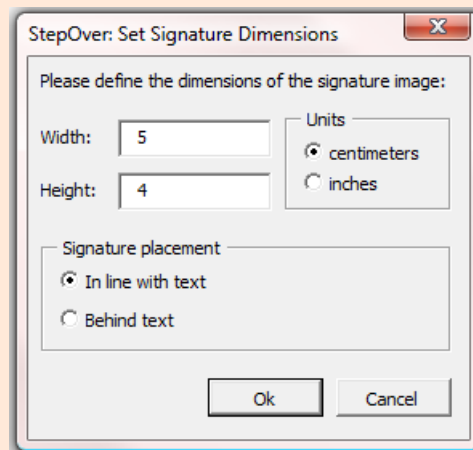 StepOver: Set Signature Dimensions
Please define the dimensions of the signature image:
Width:
5
Height:
4
Units
centimeters
inches
Signature placement
In line with text
Behind text
Ok
Cancel